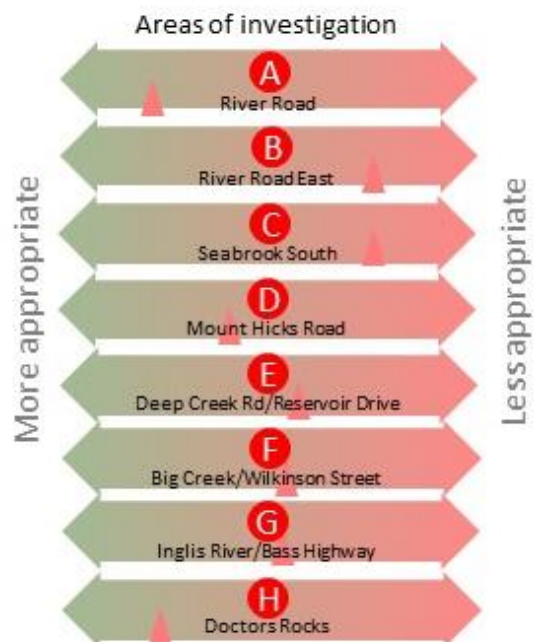 Areas of investigation
More appropriate
Less appropriate
A
River Road
B
River Road East
C
Seabrook South
D
Mount Hicks Road
E
Deep Creek Rd/Reservoir Drive
F
Big Creek/Wilkinson Street
G
Inglis River/Bass Highway
H
Doctors Rocks